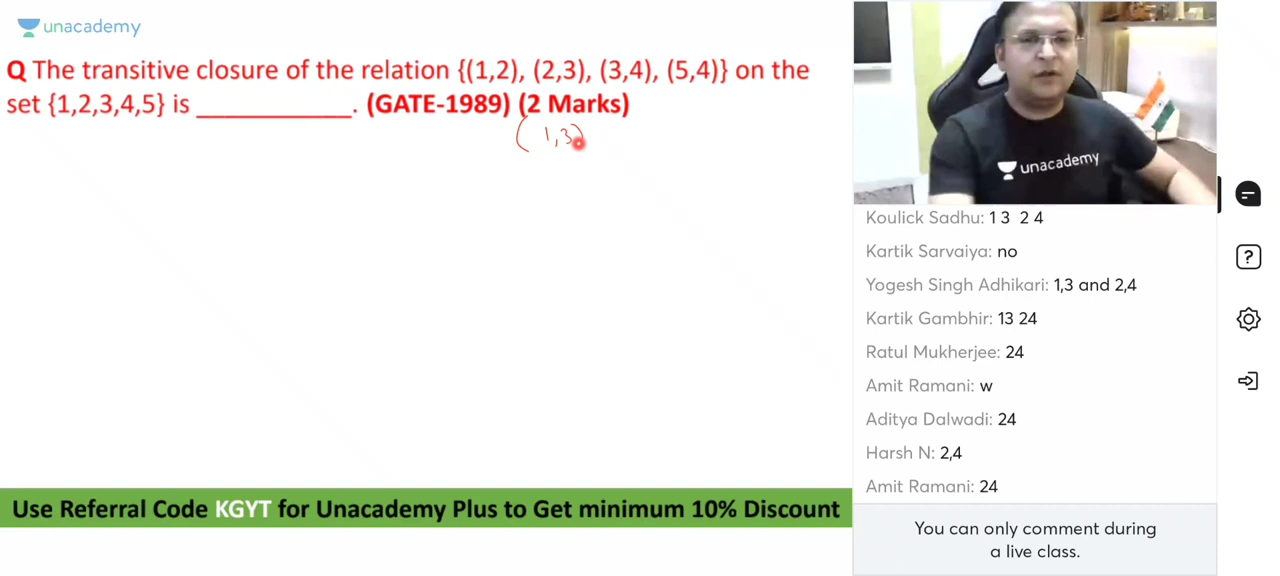 unacademy
Q The transitive closure of the relation {(1,2), (2,3), (3,4), (5,4)} on the
set {1,2,3,4,5} is ____________. (GATE-1989) (2 Marks)
(1,3)
Use Referral Code KGYT for Unacademy Plus to Get minimum 10% Discount
unacademy
Koulick Sadhu: 1 3 2 4
Kartik Sarvaiya: no
Yogesh Singh Adhikari: 1,3 and 2,4
Kartik Gambhir: 13 24
Ratul Mukherjee: 24
Amit Ramani: w
Aditya Dalwadi: 24
Harsh N: 2,4
Amit Ramani: 24
You can only comment during
a live class.